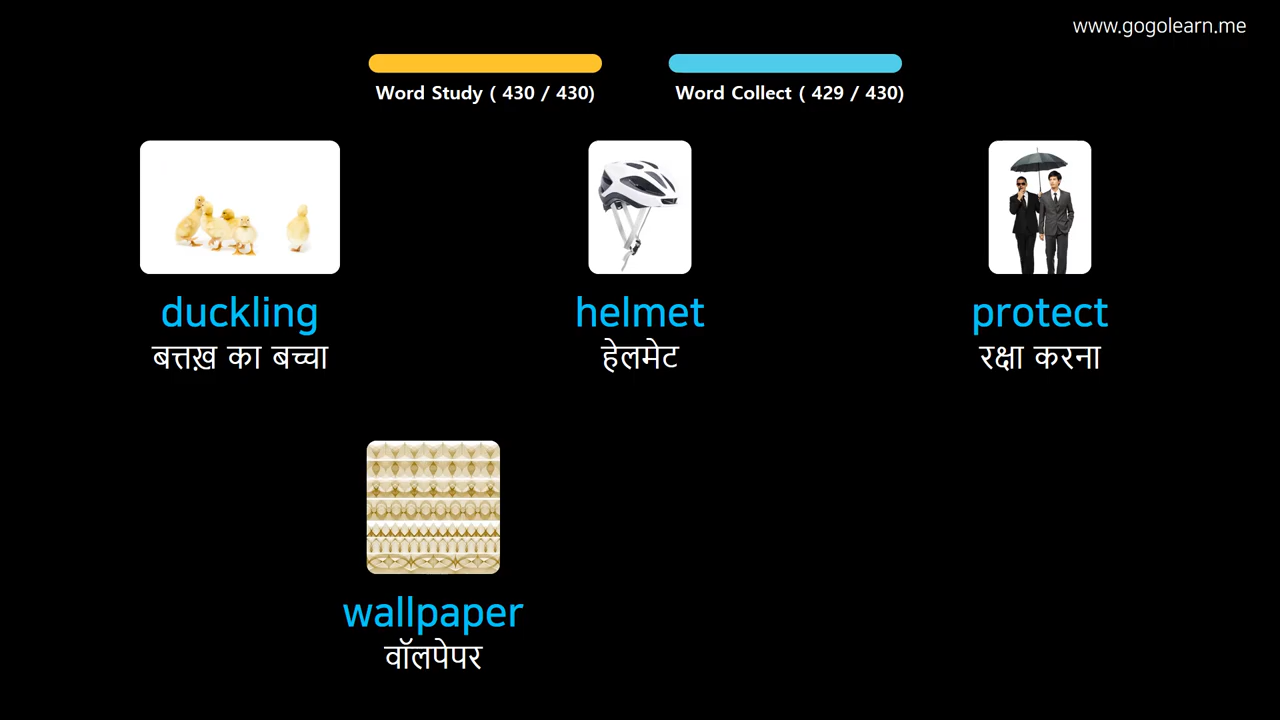 www.gogolearn.me
Word Study ( 430 / 430)
Word Collect ( 429 / 430)
duckling
बत्तख़ का बच्चा
helmet
हेलमेट
protect
रक्षा करना
wallpaper
वॉलपेपर